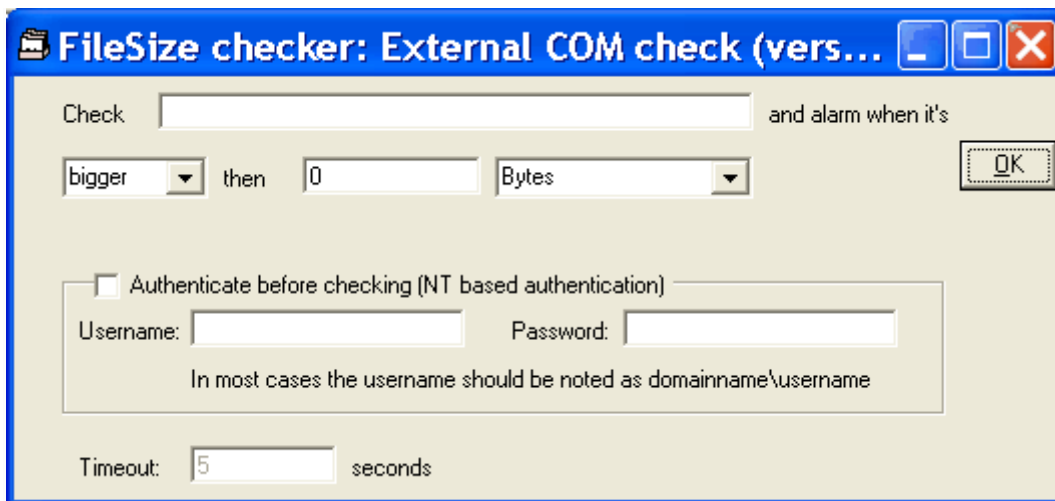 FileSize checker: External COM check (vers...
Check and alarm when it's
bigger then 0 Bytes
OK
Authenticate before checking (NT based authentication)
Username: Password:
In most cases the username should be noted as domainname\username
Timeout: 5 seconds